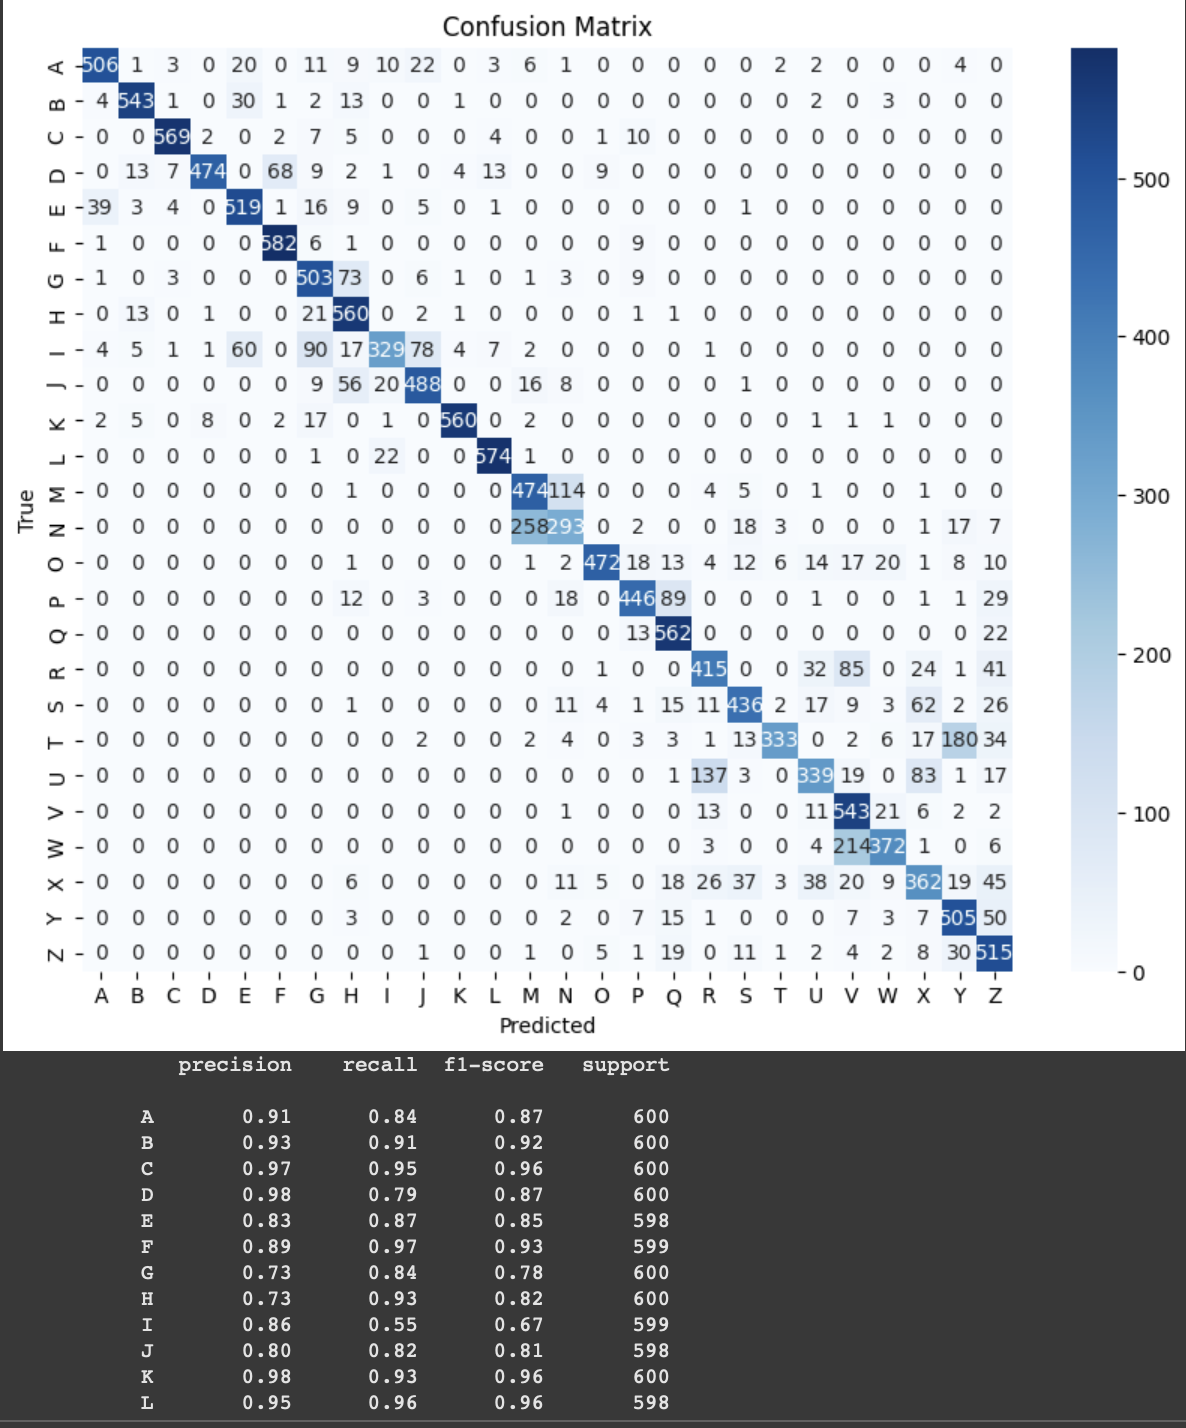 Confusion Matrix
A 506 1 3 0 20 0 11 9 10 22 0 3 6 1 0 0 0 0 0 2 2 0 0 0 4 0
B 4 543 1 0 30 1 2 13 0 0 1 0 0 0 0 0 0 0 0 0 2 0 3 0 0 0
C 0 0 569 2 0 2 7 5 0 0 0 4 0 0 1 10 0 0 0 0 0 0 0 0 0 0
D 0 13 7 474 0 68 9 2 1 0 4 13 0 0 9 0 0 0 0 0 0 0 0 0 0 0
E 39 3 4 0 519 1 16 9 0 5 0 1 0 0 0 0 0 0 1 0 0 0 0 0 0 0
F 1 0 0 0 0 582 6 1 0 0 0 0 0 0 0 9 0 0 0 0 0 0 0 0 0 0
G 1 0 3 0 0 0 503 73 0 6 1 0 1 3 0 9 0 0 0 0 0 0 0 0 0 0
H 0 13 0 1 0 0 21 560 0 2 1 0 0 0 0 1 1 0 0 0 0 0 0 0 0 0
I 4 5 1 1 60 0 90 17 329 78 4 7 2 0 0 0 0 1 0 0 0 0 0 0 0 0
J 0 0 0 0 0 0 9 56 20 488 0 0 16 8 0 0 0 0 1 0 0 0 0 0 0 0
K 2 5 0 8 0 2 17 0 1 0 560 0 2 0 0 0 0 0 0 0 1 1 1 0 0 0
L 0 0 0 0 0 0 1 0 22 0 0 574 1 0 0 0 0 0 0 0 0 0 0 0 0 0
M 0 0 0 0 0 0 0 1 0 0 0 0 474 114 0 0 0 4 5 0 1 0 0 1 0 0
N 0 0 0 0 0 0 0 0 0 0 0 0 258 293 0 2 0 0 18 3 0 0 0 1 17 7
O 0 0 0 0 0 0 0 1 0 0 0 0 1 2 472 18 13 4 12 6 14 17 20 1 8 10
P 0 0 0 0 0 0 0 12 0 3 0 0 0 18 0 446 89 0 0 0 1 0 0 1 1 29
Q 0 0 0 0 0 0 0 0 0 0 0 0 0 0 0 13 562 0 0 0 0 0 0 0 0 22
R 0 0 0 0 0 0 0 0 0 0 0 0 0 0 1 0 0 415 0 0 32 85 0 24 1 41
S 0 0 0 0 0 0 0 1 0 0 0 0 0 11 4 1 15 11 436 2 17 9 3 62 2 26
T 0 0 0 0 0 0 0 0 0 2 0 0 2 4 0 3 3 1 13 333 0 2 6 17 180 34
U 0 0 0 0 0 0 0 0 0 0 0 0 0 0 0 0 1 137 3 0 339 19 0 83 1 17
V 0 0 0 0 0 0 0 0 0 0 0 0 0 1 0 0 0 13 0 0 11 543 21 6 2 2
W 0 0 0 0 0 0 0 0 0 0 0 0 0 0 0 0 0 3 0 0 4 214 372 1 0 6
X 0 0 0 0 0 0 0 6 0 0 0 0 0 11 5 0 18 26 37 3 38 20 9 362 19 45
Y 0 0 0 0 0 0 0 3 0 0 0 0 0 2 0 7 15 1 0 0 0 7 3 7 505 50
Z 0 0 0 0 0 0 0 0 0 1 0 0 1 0 5 1 19 0 11 1 2 4 2 8 30 515
A B C D E F G H I J K L M N O P Q R S T U V W X Y Z
True
Predicted
500
400
300
200
100
0
precision recall f1-score support
A 0.91 0.84 0.87 600
B 0.93 0.91 0.92 600
C 0.97 0.95 0.96 600
D 0.98 0.79 0.87 600
E 0.83 0.87 0.85 598
F 0.89 0.97 0.93 599
G 0.73 0.84 0.78 600
H 0.73 0.93 0.82 600
I 0.86 0.55 0.67 599
J 0.80 0.82 0.81 598
K 0.98 0.93 0.96 600
L 0.95 0.96 0.96 598